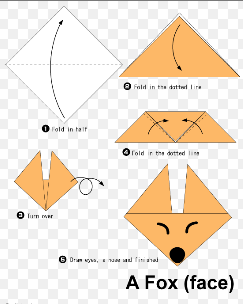 ❶ Fold in half
❷ Fold in the dotted line
❹ Fold in the dotted line
❺ Turn over
❻ Draw eyes, a nose and finished
A Fox (face)